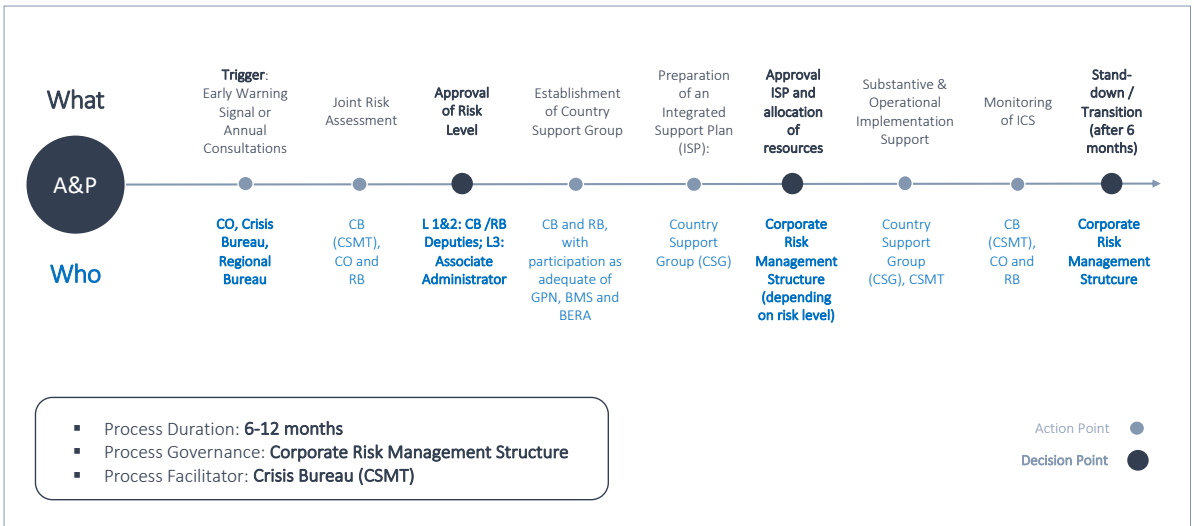 What
A&P
Who
Trigger:
Early Warning
Signal or
Annual
Consultations
Joint Risk
Assessment
Approval
of Risk
Level
Establishment
of Country
Support Group
Preparation
of an
Integrated
Support Plan
(ISP):
Approval
ISP and
allocation
of
resources
Substantive &
Operational
Implementation
Support
Monitoring
of ICS
Stand-
down /
Transition
(after 6
months)
CO, Crisis
Bureau,
Regional
Bureau
CB
(CSMT),
CO and
RB
L 1&2: CB /RB
Deputies; L3:
Associate
Administrator
CB and RB,
with
participation as
adequate of
GPN, BMS and
BERA
Country
Support
Group (CSG)
Corporate
Risk
Management
Structure
(depending
on risk level)
Country
Support
Group
(CSG), CSMT
CB
(CSMT),
CO and
RB
Corporate
Risk
Management
Strutcure
▪ Process Duration: 6-12 months
▪ Process Governance: Corporate Risk Management Structure
▪ Process Facilitator: Crisis Bureau (CSMT)
Action Point
Decision Point